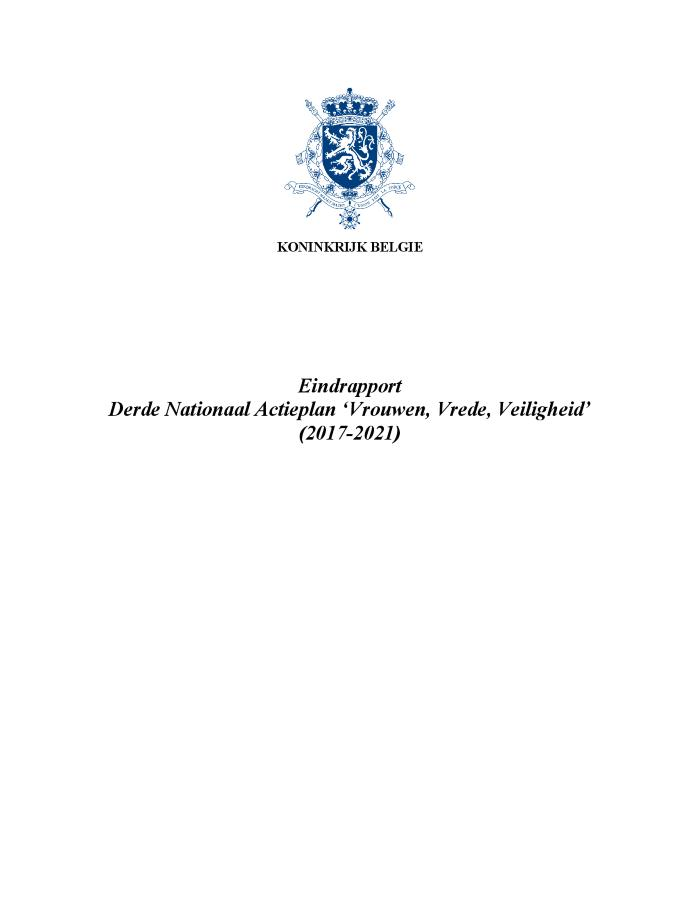 KONINKRIJK BELGIE
Eindrapport
Derde Nationaal Actieplan ‘Vrouwen, Vrede, Veiligheid’
(2017-2021)